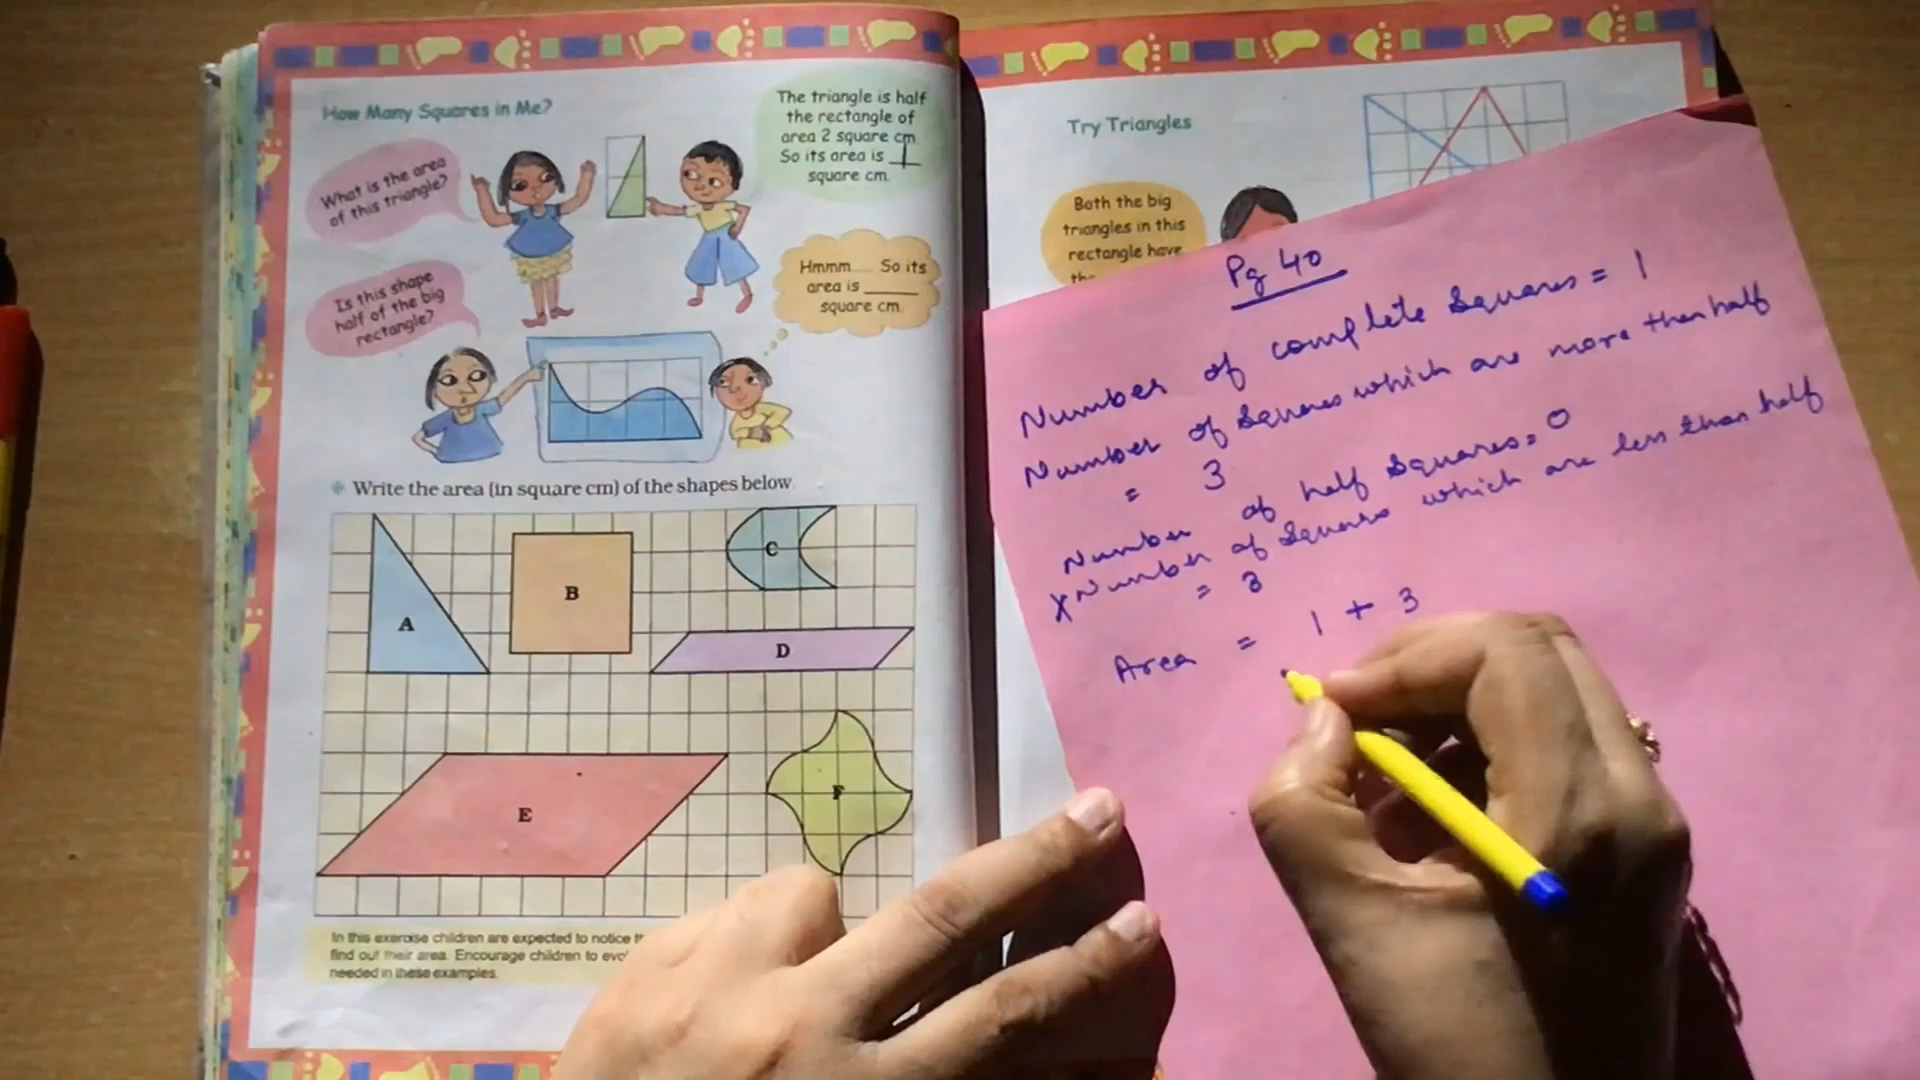 How Many Squares in Me?
What is the area
of this triangle?
The triangle is half
the rectangle of
area 2 square cm
So its area is 1
square cm.
Is this shape
half of the big
rectangle?
Hmmm.... So its
area is ______
square cm.
Write the area (in square cm) of the shapes below.
A
B
C
D
E
F
In this exercise children are expected to notice
find out their area. Encourage children to
needed in these examples.
Try Triangles
Both the big
triangles in this
rectangle have
Pg 40
Number of complete Squares = 1
Number of Squares which are more than half
= 3
Number of half Squares = 0
X Number of Squares which are less than half
= 3
Area = 1 + 3